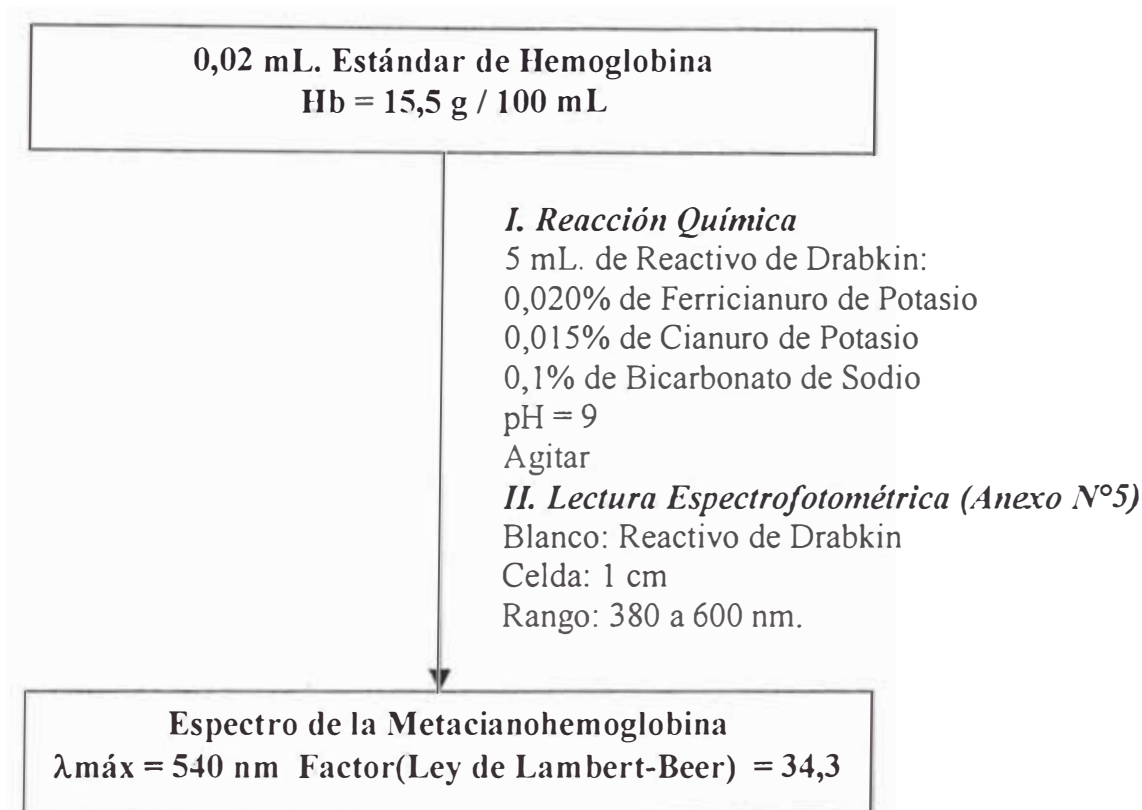 0,02 mL. Estándar de Hemoglobina
Hb = 15,5 g / 100 mL
I. Reacción Química
5 mL. de Reactivo de Drabkin:
0,020% de Ferricianuro de Potasio
0,015% de Cianuro de Potasio
0,1% de Bicarbonato de Sodio
pH = 9
Agitar
II. Lectura Espectrofotométrica (Anexo N°5)
Blanco: Reactivo de Drabkin
Celda: 1 cm
Rango: 380 a 600 nm.
Espectro de la Metacianohemoglobina
λmáx = 540 nm Factor(Ley de Lambert-Beer) = 34,3